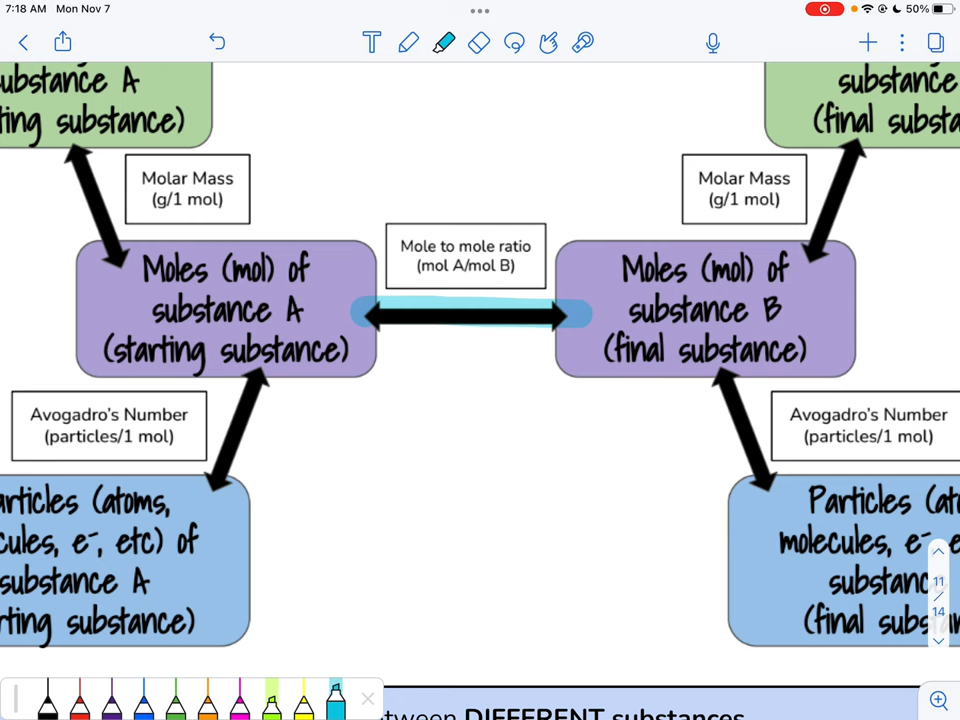 7:18 AM Mon Nov 7
50%
substance A
substance
ting substance)
(final substa
Molar Mass
(g/1 mol)
Molar Mass
(g/1 mol)
Mole to mole ratio
(mol A/mol B)
Moles (mol) of
substance A
(starting substance)
Moles (mol) of
substance B
(final substance)
Avogadro's Number
(particles/1 mol)
Avogadro's Number
(particles/1 mol)
articles (atoms,
cules, e⁻, etc) of
substance A
rting substance)
Particles (ato
molecules, e⁻ e
substanc
(final subs an
11
14
tween DIFFERENT substances